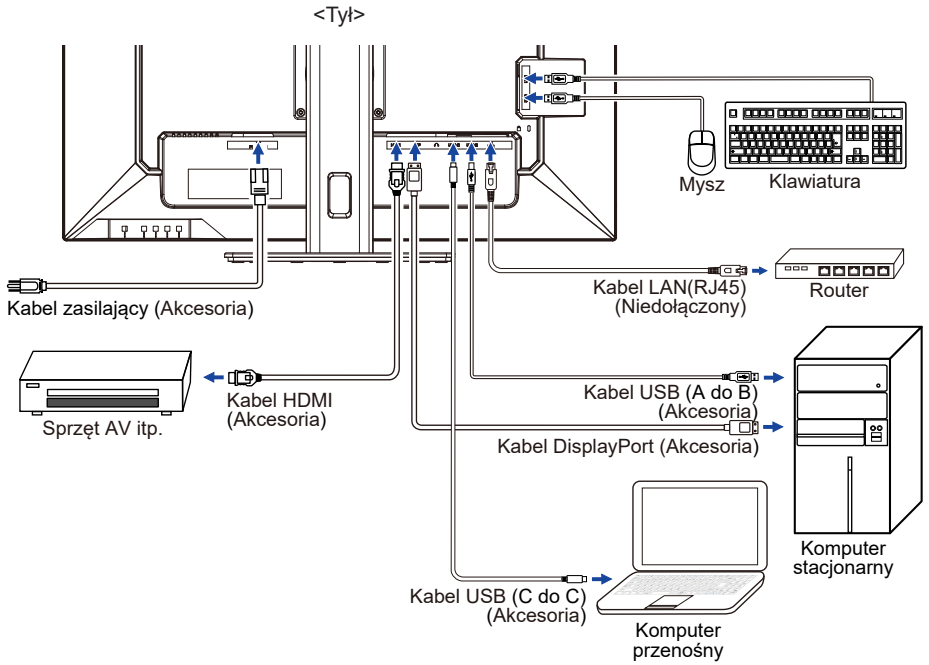 <Tył>
Mysz
Klawiatura
Kabel zasilający (Akcesoria)
Kabel LAN(RJ45)
(Niedołączony)
Router
Sprzęt AV itp.
Kabel HDMI
(Akcesoria)
Kabel USB (A do B)
(Akcesoria)
Kabel DisplayPort (Akcesoria)
Komputer
stacjonarny
Kabel USB (C do C)
(Akcesoria)
Komputer
przenośny